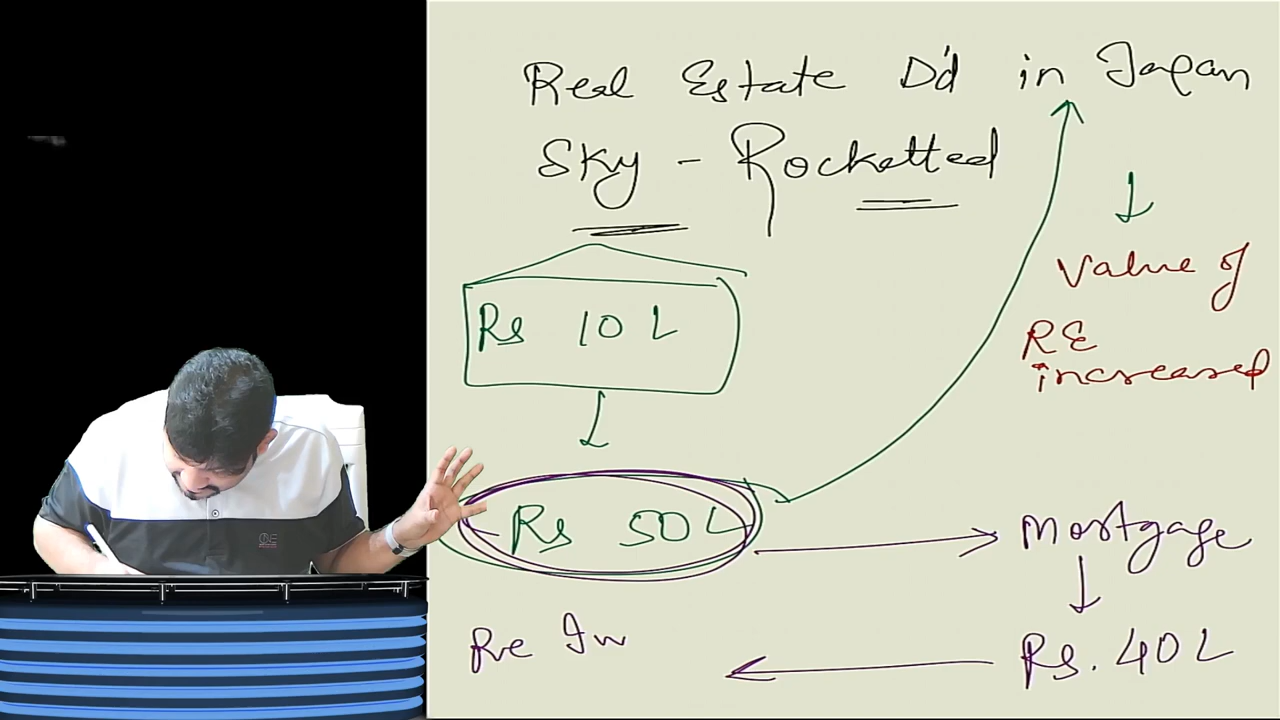 Real Estate D'd in Japan
Sky - Rocketted
Value of
RE
increased
Rs 10 L
Rs 50 L
Mortgage
Rs. 40 L
Re In